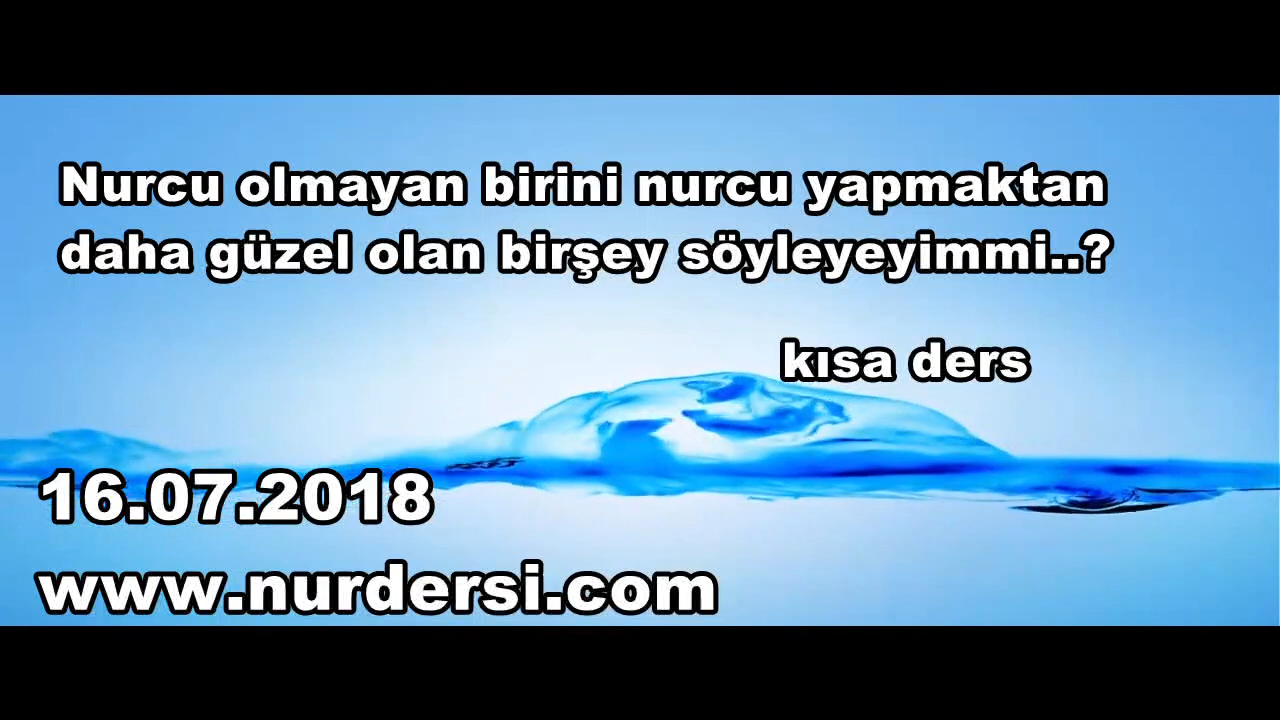 Nurcu olmayan birini nurcu yapmaktan
daha güzel olan birşey söyleyeyimmi..?
kısa ders
16.07.2018
www.nurdersi.com